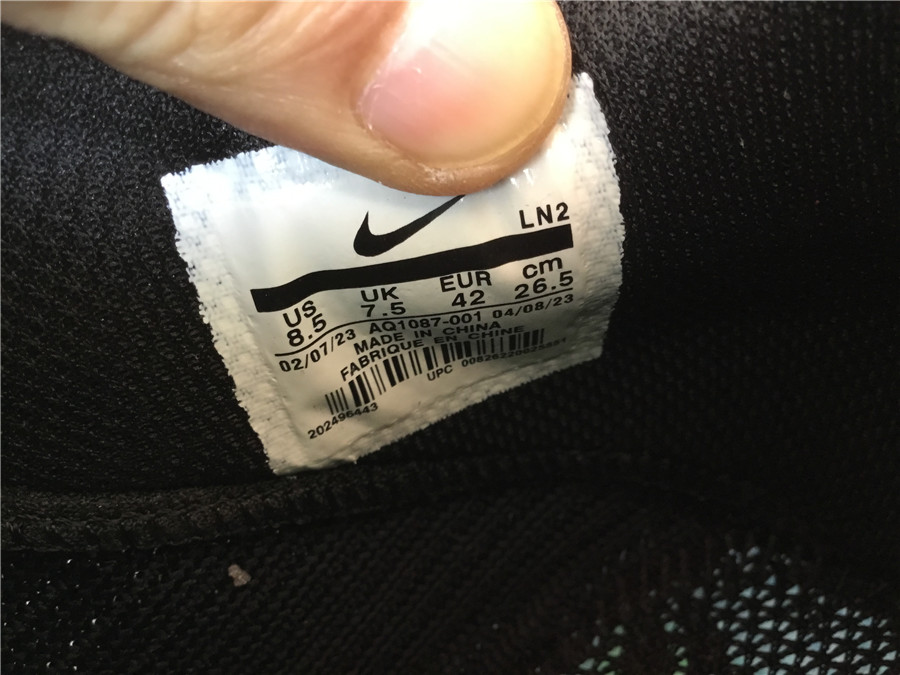 LN2
US UK EUR cm
8.5 7.5 42 26.5
02/07/23 AQ1087-001 04/08/23
MADE IN CHINA
FABRIQUE EN CHINE
UPC
202496443